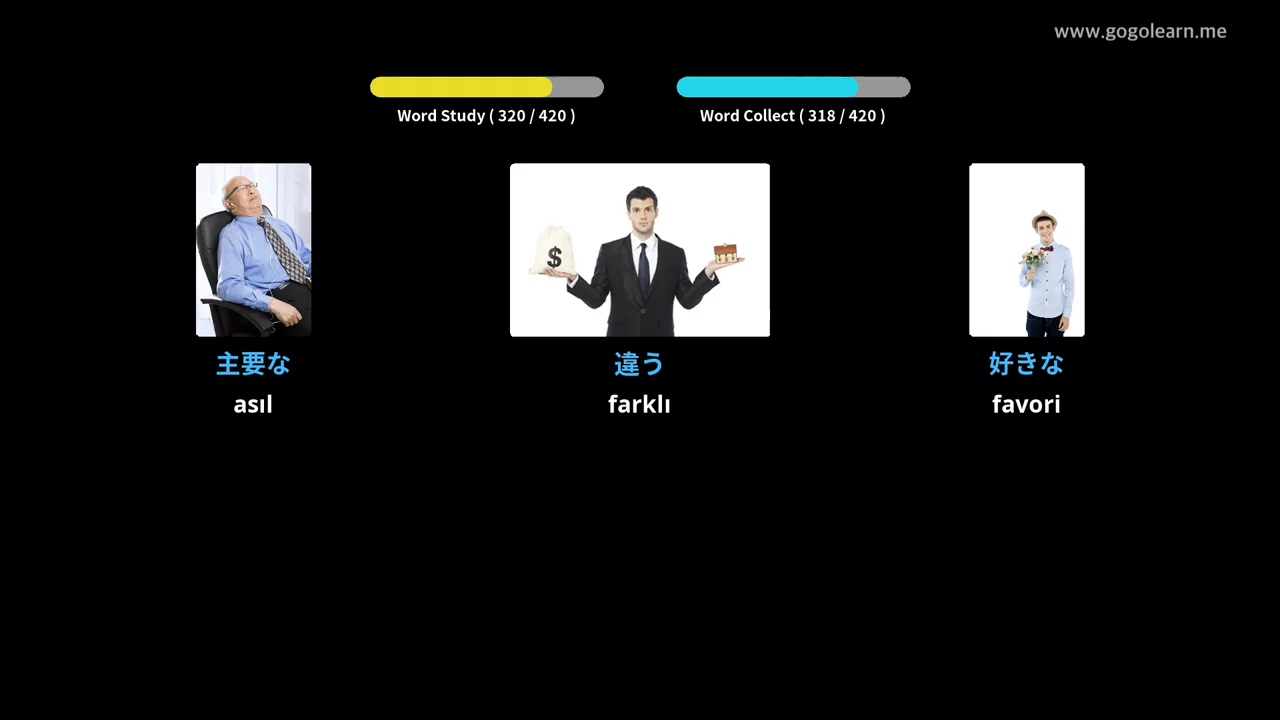 www.gogolearn.me
Word Study ( 320 / 420 )
Word Collect ( 318 / 420 )
$
主要な
違う
好きな
asıl
farklı
favori